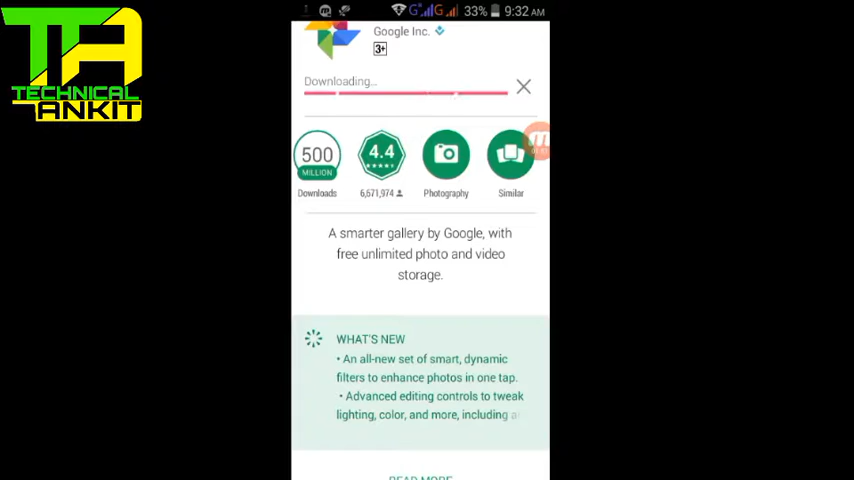 33% 9:32 AM
TA
TECHNICAL
ANKIT
Google Inc.
3+
Downloading...
500
MILLION
4.4
Downloads
6,671,974
Photography
Similar
A smarter gallery by Google, with
free unlimited photo and video
storage.
WHAT'S NEW
• An all-new set of smart, dynamic
filters to enhance photos in one tap.
• Advanced editing controls to tweak
lighting, color, and more, including a
READ MORE